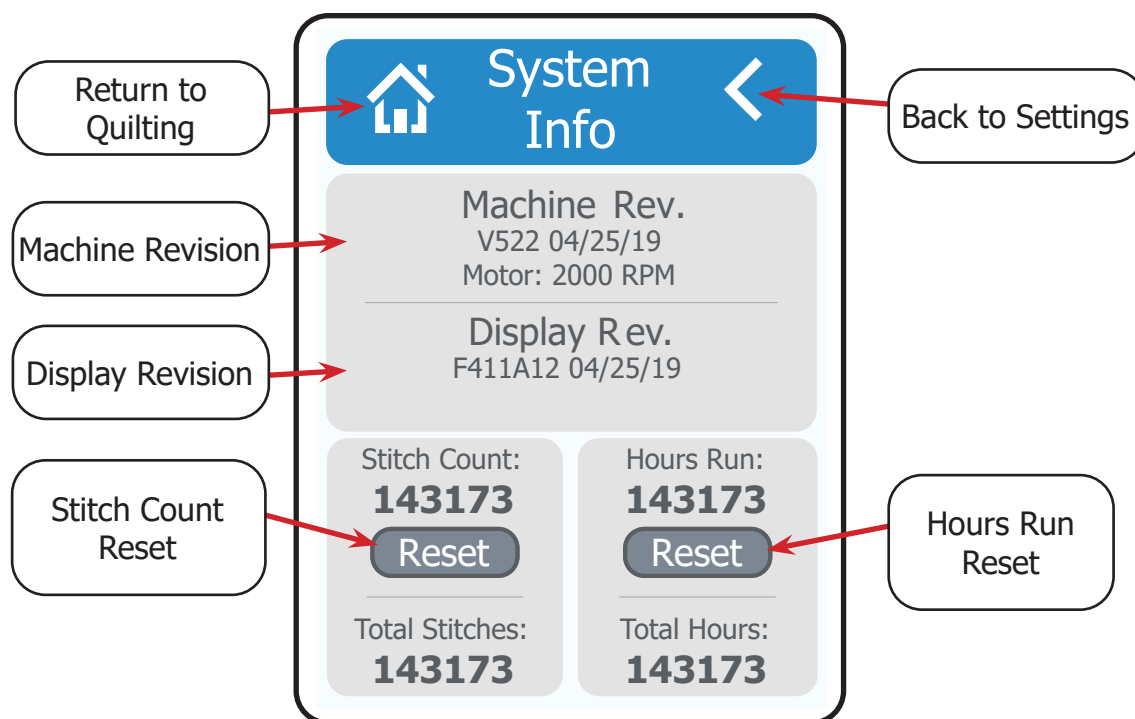 System
Info
Return to
Quilting
Back to Settings
Machine Rev.
V522 04/25/19
Motor: 2000 RPM
Machine Revision
Display Rev.
F411A12 04/25/19
Display Revision
Stitch Count:
143173
Reset
Total Stitches:
143173
Hours Run:
143173
Reset
Total Hours:
143173
Stitch Count
Reset
Hours Run
Reset